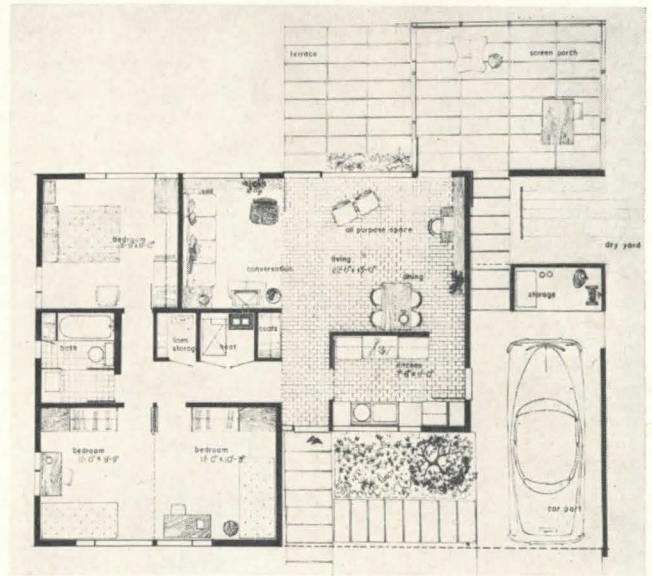 terrace
screen porch
bedroom
all purpose space
living
conversation
dining
dry yard
storage
bath
linen
storage
heat
coats
kitchen
bedroom
bedroom
car port